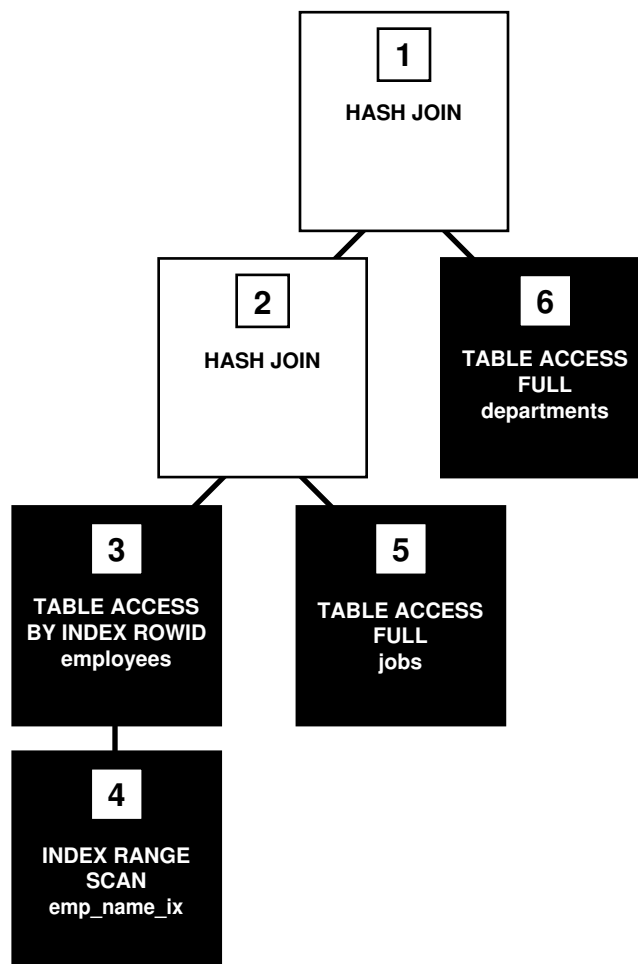 1
HASH JOIN
2
HASH JOIN
6
TABLE ACCESS
FULL
departments
3
TABLE ACCESS
BY INDEX ROWID
employees
5
TABLE ACCESS
FULL
jobs
4
INDEX RANGE
SCAN
emp_name_ix